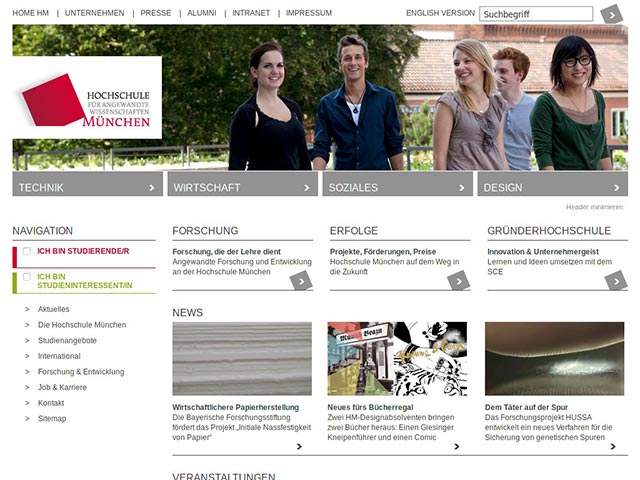 HOME HM | UNTERNEHMEN | PRESSE | ALUMNI | INTRANET | IMPRESSUM ENGLISH VERSION Suchbegriff
HOCHSCHULE
FÜR ANGEWANDTE
WISSENSCHAFTEN
MÜNCHEN
TECHNIK WIRTSCHAFT SOZIALES DESIGN
Header minimieren
NAVIGATION
ICH BIN STUDIERENDE/R
ICH BIN
STUDIENINTERESSENT/IN
> Aktuelles
> Die Hochschule München
> Studienangebote
> International
> Forschung & Entwicklung
> Job & Karriere
> Kontakt
> Sitemap
FORSCHUNG
Forschung, die der Lehre dient
Angewandte Forschung und Entwicklung
an der Hochschule München
ERFOLGE
Projekte, Förderungen, Preise
Hochschule München auf dem Weg in
die Zukunft
GRÜNDERHOCHSCHULE
Innovation & Unternehmergeist
Lernen und Ideen umsetzen mit dem
SCE
NEWS
Wirtschaftlichere Papierherstellung
Die Bayerische Forschungsstiftung
fördert das Projekt „Initiale Nassfestigkeit
von Papier“
Neues fürs Bücherregal
Zwei HM-Designabsolventen bringen
zwei Bücher heraus: Einen Giesinger
Kneipenführer und einen Comic
Dem Täter auf der Spur
Das Forschungsprojekt HUSSA
entwickelt ein neues Verfahren für die
Sicherung von genetischen Spuren
VERANSTALTUNGEN